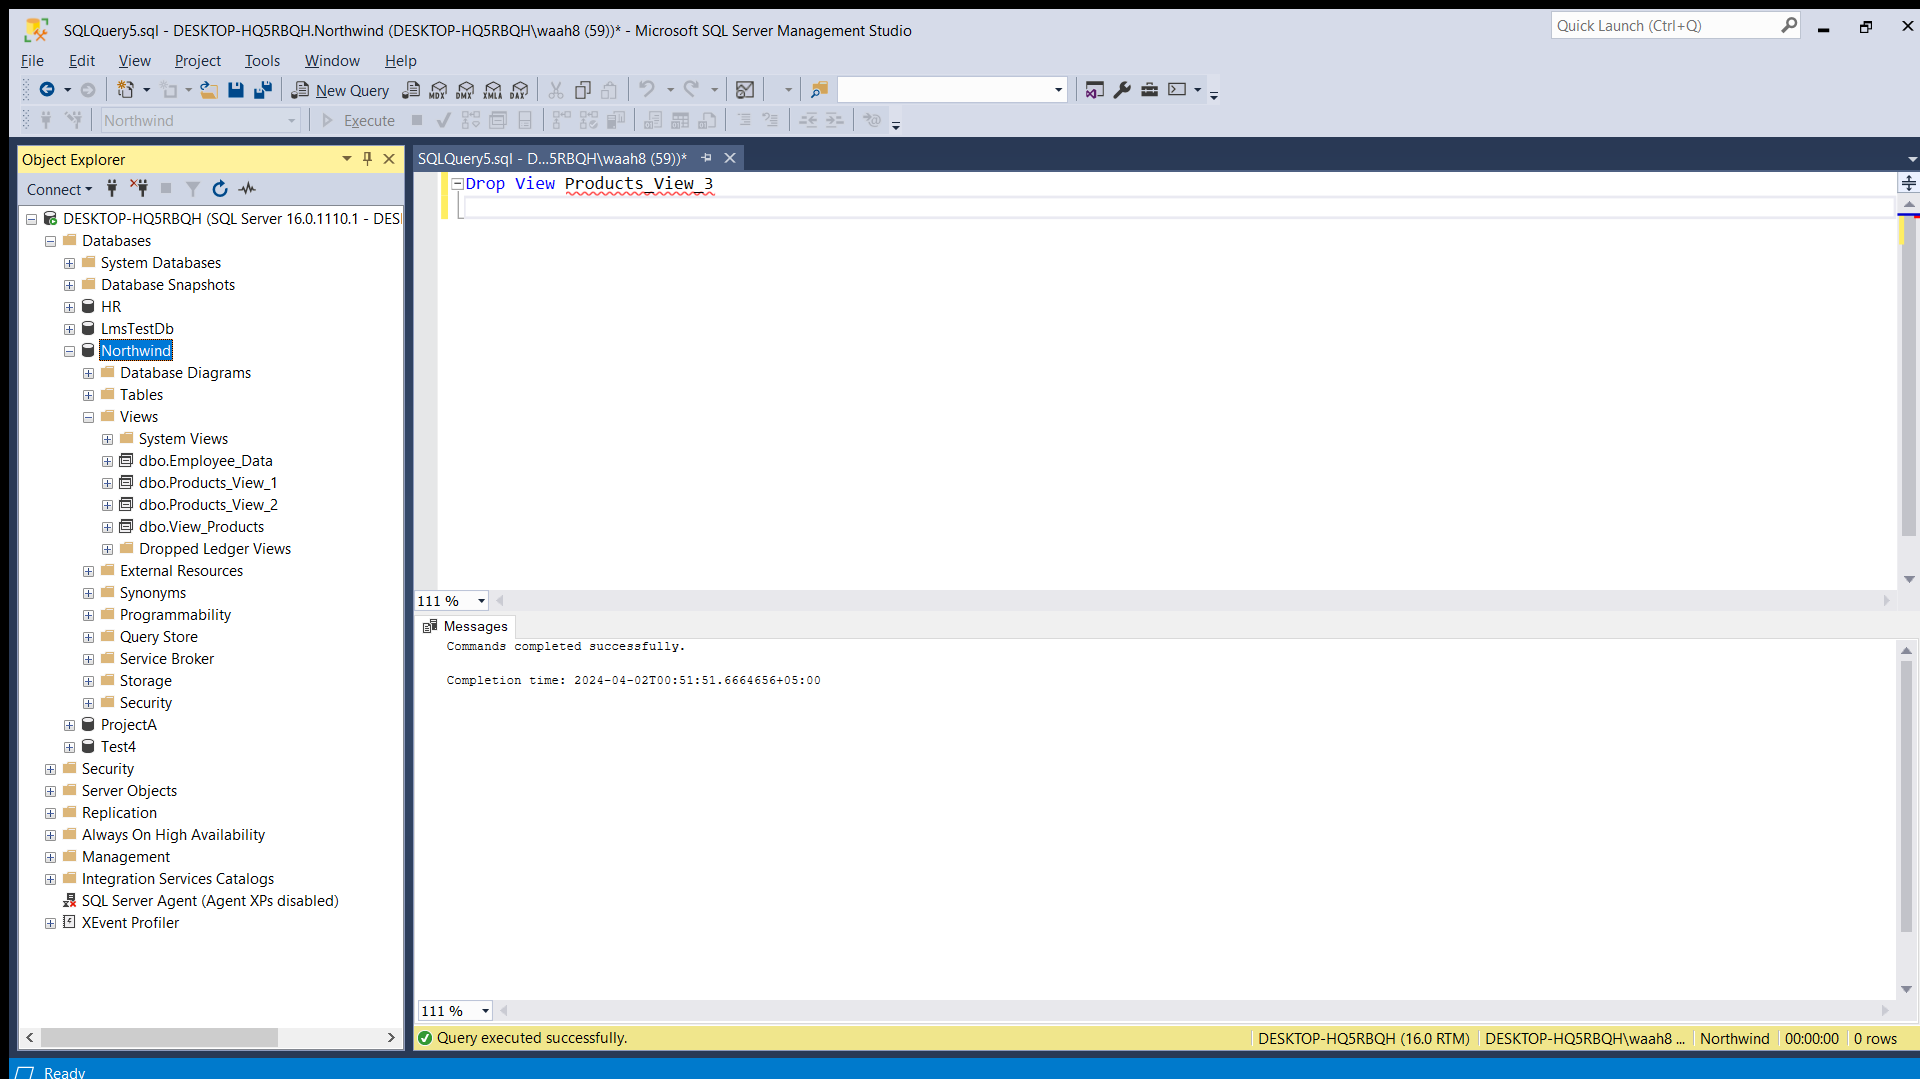 SQLQuery5.sql - DESKTOP-HQ5RBQH.Northwind (DESKTOP-HQ5RBQH\waah8 (59))* - Microsoft SQL Server Management Studio
Quick Launch (Ctrl+Q)
File Edit View Project Tools Window Help
New Query MDX DMX XMLA DAX
Northwind Execute
Object Explorer
SQLQuery5.sql - D...5RBQH\waah8 (59))*
Connect
Drop View Products_View_3
DESKTOP-HQ5RBQH (SQL Server 16.0.1110.1 - DES
Databases
System Databases
Database Snapshots
HR
LmsTestDb
Northwind
Database Diagrams
Tables
Views
System Views
dbo.Employee_Data
dbo.Products_View_1
dbo.Products_View_2
dbo.View_Products
Dropped Ledger Views
External Resources
Synonyms
Programmability
Query Store
Service Broker
Storage
Security
ProjectA
Test4
Security
Server Objects
Replication
Always On High Availability
Management
Integration Services Catalogs
SQL Server Agent (Agent XPs disabled)
XEvent Profiler
111 %
Messages
Commands completed successfully.
Completion time: 2024-04-02T00:51:51.6664656+05:00
111 %
Query executed successfully.
DESKTOP-HQ5RBQH (16.0 RTM) DESKTOP-HQ5RBQH\waah8 ... Northwind 00:00:00 0 rows
Ready